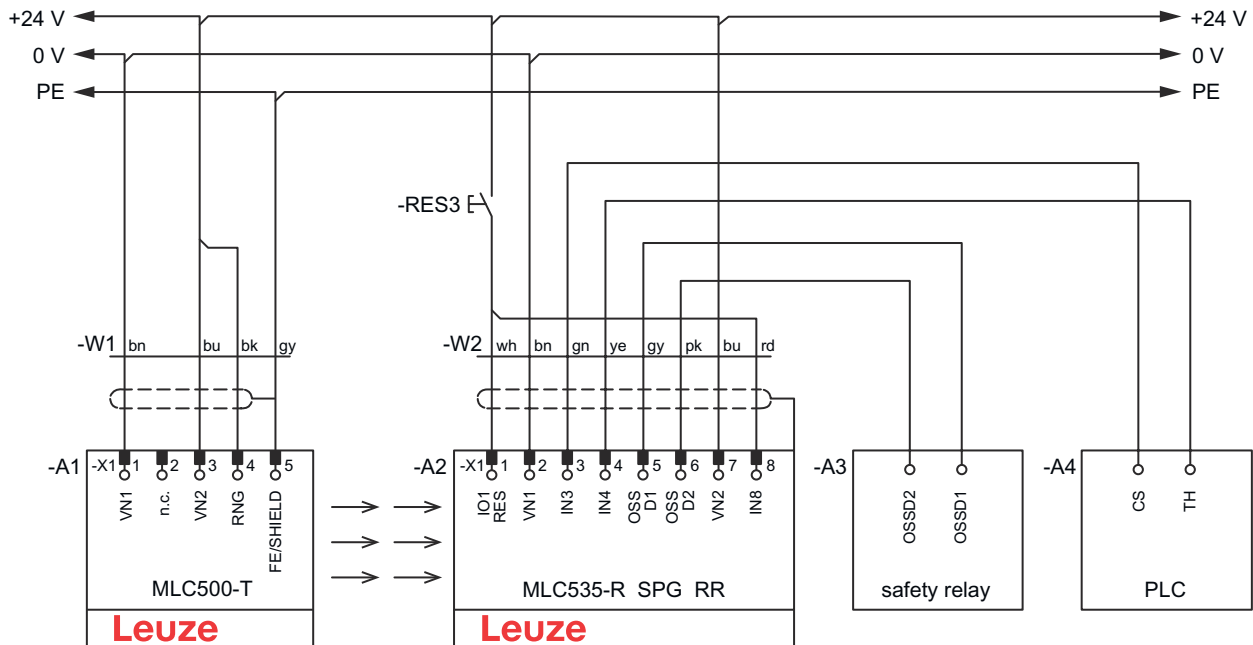 +24 V +24 V
0 V 0 V
PE PE
-RES3
-W1 bn bu bk gy
-W2 wh bn gn ye gy pk bu rd
-A1 -X1 1 2 3 4 5
VN1
n.c.
VN2
RNG
FE/SHIELD
MLC500-T
Leuze
-A2 -X1 1 2 3 4 5 6 7 8
IO1
RES
VN1
IN3
IN4
OSS
D1
OSS
D2
VN2
IN8
MLC535-R SPG RR
Leuze
-A3
OSSD2
OSSD1
safety relay
-A4
CS
TH
PLC